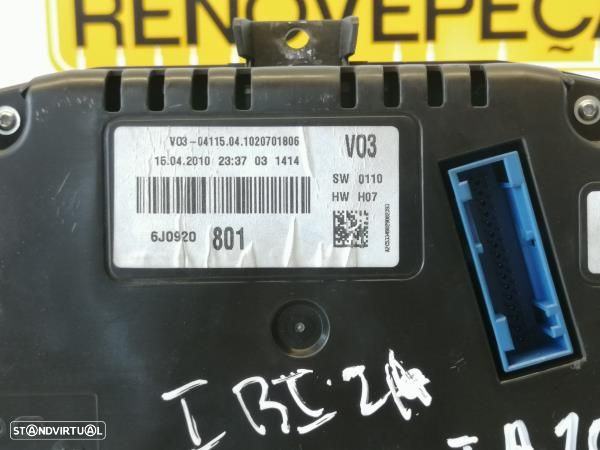 RENOVEPEÇA
V03-04115.04.1020701806
15.04.2010 23:37 03 1414
V03
SW 0110
HW H07
6J0920 801
IBIZA
STANDVIRTUAL